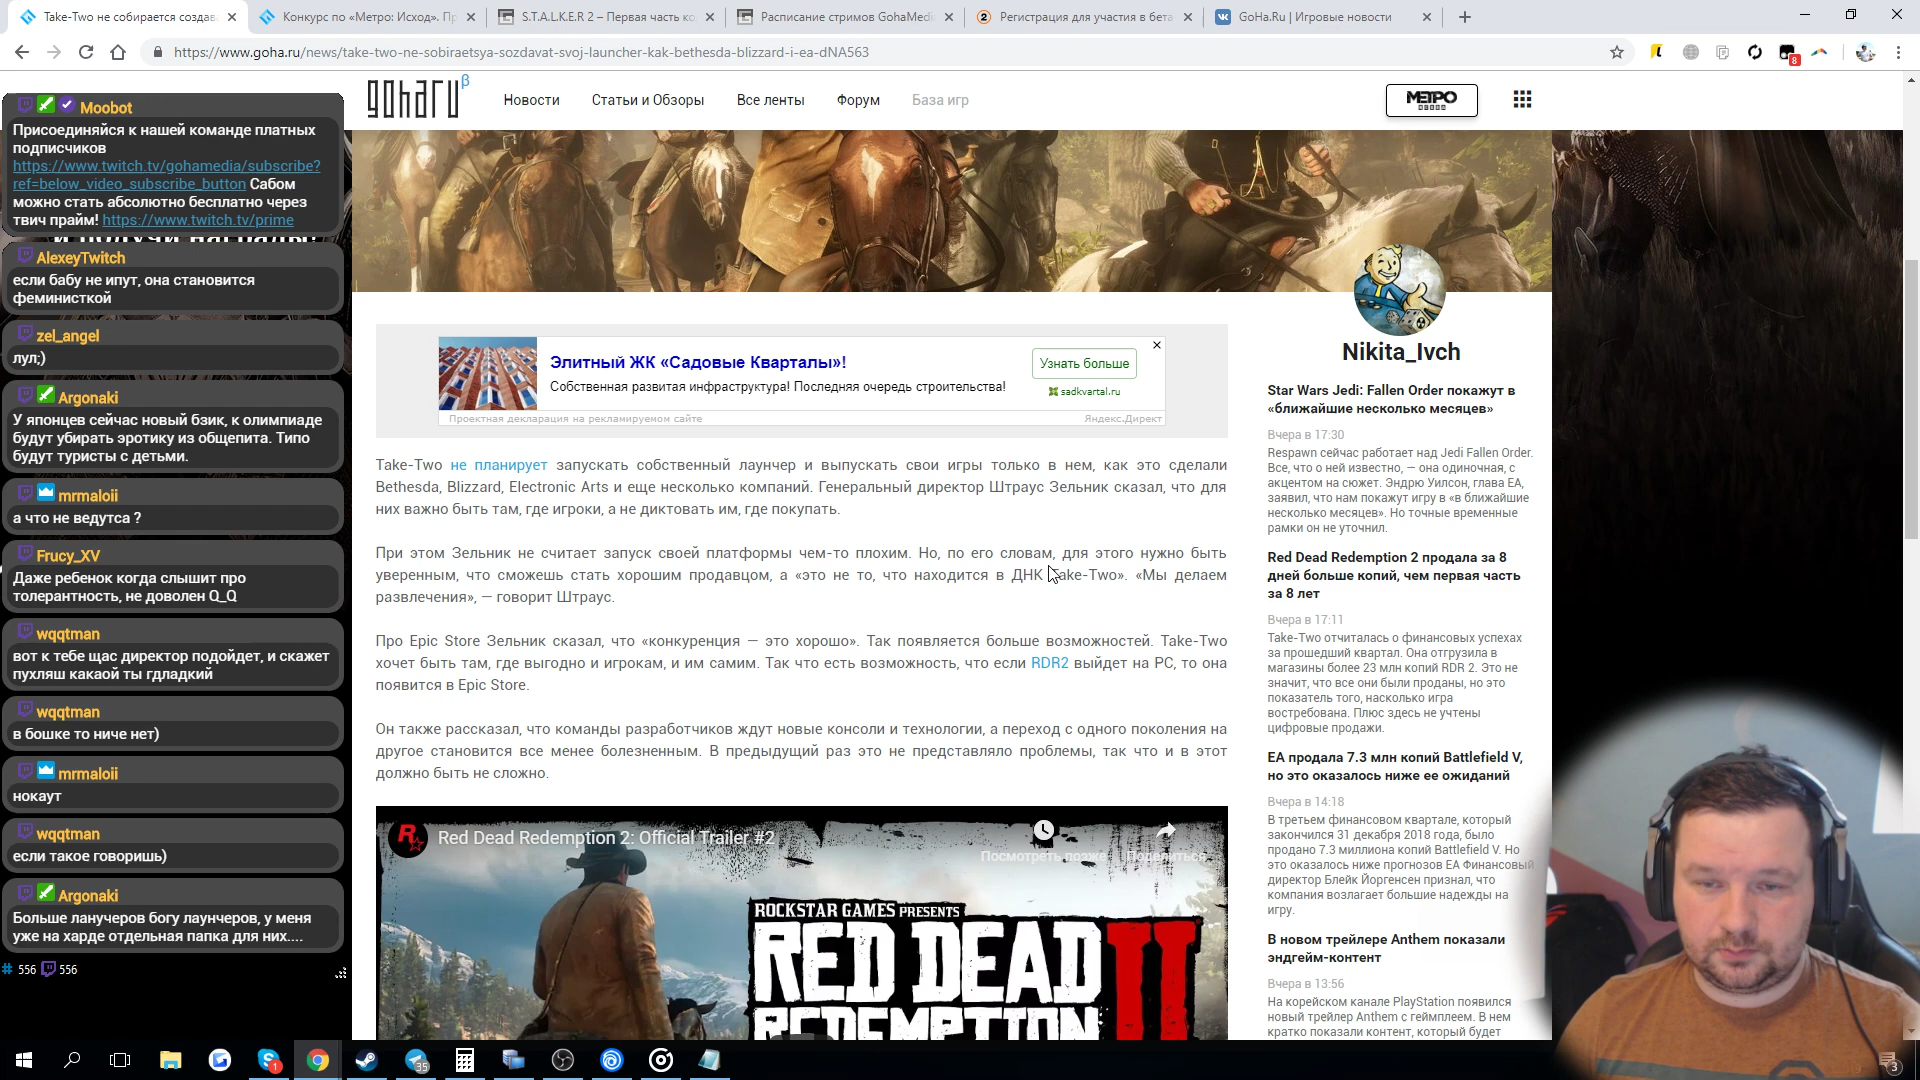 Take-Two не собирается создав
Конкурс по «Метро: Исход». Пр
S.T.A.L.K.E.R 2 – Первая часть ко
Расписание стримов GohaMedi
Регистрация для участия в бета
GoHa.Ru | Игровые новости
https://www.goha.ru/news/take-two-ne-sobiraetsya-sozdavat-svoj-launcher-kak-bethesda-blizzard-i-ea-dNA563
8
goharu β
Новости
Статьи и Обзоры
Все ленты
Форум
База игр
МЕТРО
Moobot
Присоединяйся к нашей команде платных
подписчиков
https://www.twitch.tv/gohamedia/subscribe?
ref=below_video_subscribe_button Сабом
можно стать абсолютно бесплатно через
твич прайм! https://www.twitch.tv/prime
AlexeyTwitch
если бабу не ипут, она становится
феминисткой
zel_angel
лул;)
Argonaki
У японцев сейчас новый бзик, к олимпиаде
будут убирать эротику из общепита. Типо
будут туристы с детьми.
mrmaloii
а что не ведутса ?
Frucy_XV
Даже ребенок когда слышит про
толерантность, не доволен Q_Q
wqqtman
вот к тебе щас директор подойдет, и скажет
пухляш какаой ты гдладкий
wqqtman
в бошке то ниче нет)
mrmaloii
нокаут
wqqtman
если такое говоришь)
Argonaki
Больше ланучеров богу лаунчеров, у меня
уже на харде отдельная папка для них....
556 556
Элитный ЖК «Садовые Кварталы»!
Собственная развитая инфраструктура! Последняя очередь строительства!
Узнать больше
sadkvartal.ru
Проектная декларация на рекламируемом сайте
Яндекс.Директ
Take-Two не планирует запускать собственный лаунчер и выпускать свои игры только в нем, как это сделали
Bethesda, Blizzard, Electronic Arts и еще несколько компаний. Генеральный директор Штраус Зельник сказал, что для
них важно быть там, где игроки, а не диктовать им, где покупать.
При этом Зельник не считает запуск своей платформы чем-то плохим. Но, по его словам, для этого нужно быть
уверенным, что сможешь стать хорошим продавцом, а «это не то, что находится в ДНК Take-Two». «Мы делаем
развлечения», — говорит Штраус.
Про Epic Store Зельник сказал, что «конкуренция — это хорошо». Так появляется больше возможностей. Take-Two
хочет быть там, где выгодно и игрокам, и им самим. Так что есть возможность, что если RDR2 выйдет на PC, то она
появится в Epic Store.
Он также рассказал, что команды разработчиков ждут новые консоли и технологии, а переход с одного поколения на
другое становится все менее болезненным. В предыдущий раз это не представляло проблемы, так что и в этот
должно быть не сложно.
Red Dead Redemption 2: Official Trailer #2
Посмотреть позже
Поделиться
ROCKSTAR GAMES PRESENTS
RED DEAD
REDEMPTION
II
Nikita_Ivch
Star Wars Jedi: Fallen Order покажут в
«ближайшие несколько месяцев»
Вчера в 17:30
Respawn сейчас работает над Jedi Fallen Order.
Все, что о ней известно, — она одиночная, с
акцентом на сюжет. Эндрю Уилсон, глава EA,
заявил, что нам покажут игру в «в ближайшие
несколько месяцев». Но точные временные
рамки он не уточнил.
Red Dead Redemption 2 продала за 8
дней больше копий, чем первая часть
за 8 лет
Вчера в 17:11
Take-Two отчиталась о финансовых успехах
за прошедший квартал. Она отгрузила в
магазины более 23 млн копий RDR 2. Это не
значит, что все они были проданы, но это
показатель того, насколько игра
востребована. Плюс здесь не учтены
цифровые продажи.
EA продала 7.3 млн копий Battlefield V,
но это оказалось ниже ее ожиданий
Вчера в 14:18
В третьем финансовом квартале, который
закончился 31 декабря 2018 года, было
продано 7.3 миллиона копий Battlefield V. Но
это оказалось ниже прогнозов EA Финансовый
директор Блейк Йоргенсен признал, что
компания возлагает большие надежды на
игру.
В новом трейлере Anthem показали
эндгейм-контент
Вчера в 13:56
На корейском канале PlayStation появился
новый трейлер Anthem с геймплеем. В нем
кратко показали контент, который будет
1
35
3